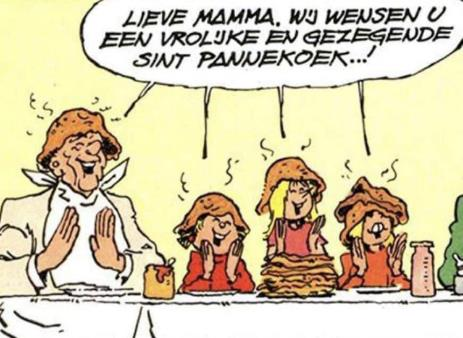 LIEVE MAMMA. WIJ WENSEN U
EEN VROLIJKE EN GEZEGENDE
SINT PANNEKOEK...!